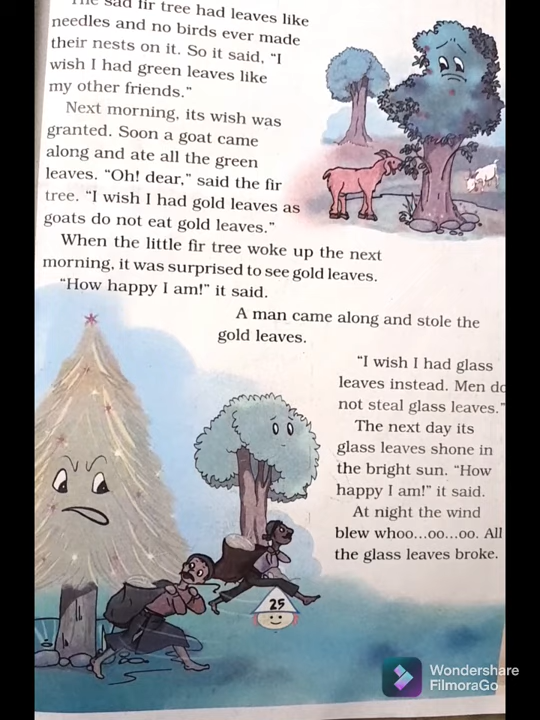 The sad fir tree had leaves like
needles and no birds ever made
their nests on it. So it said, “I
wish I had green leaves like
my other friends.”
Next morning, its wish was
granted. Soon a goat came
along and ate all the green
leaves. “Oh! dear,” said the fir
tree. “I wish I had gold leaves as
goats do not eat gold leaves.”
When the little fir tree woke up the next
morning, it was surprised to see gold leaves.
“How happy I am!” it said.
A man came along and stole the
gold leaves.
“I wish I had glass
leaves instead. Men do
not steal glass leaves.”
The next day its
glass leaves shone in
the bright sun. “How
happy I am!” it said.
At night the wind
blew whoo...oo...oo. All
the glass leaves broke.
25
Wondershare
FilmoraGo